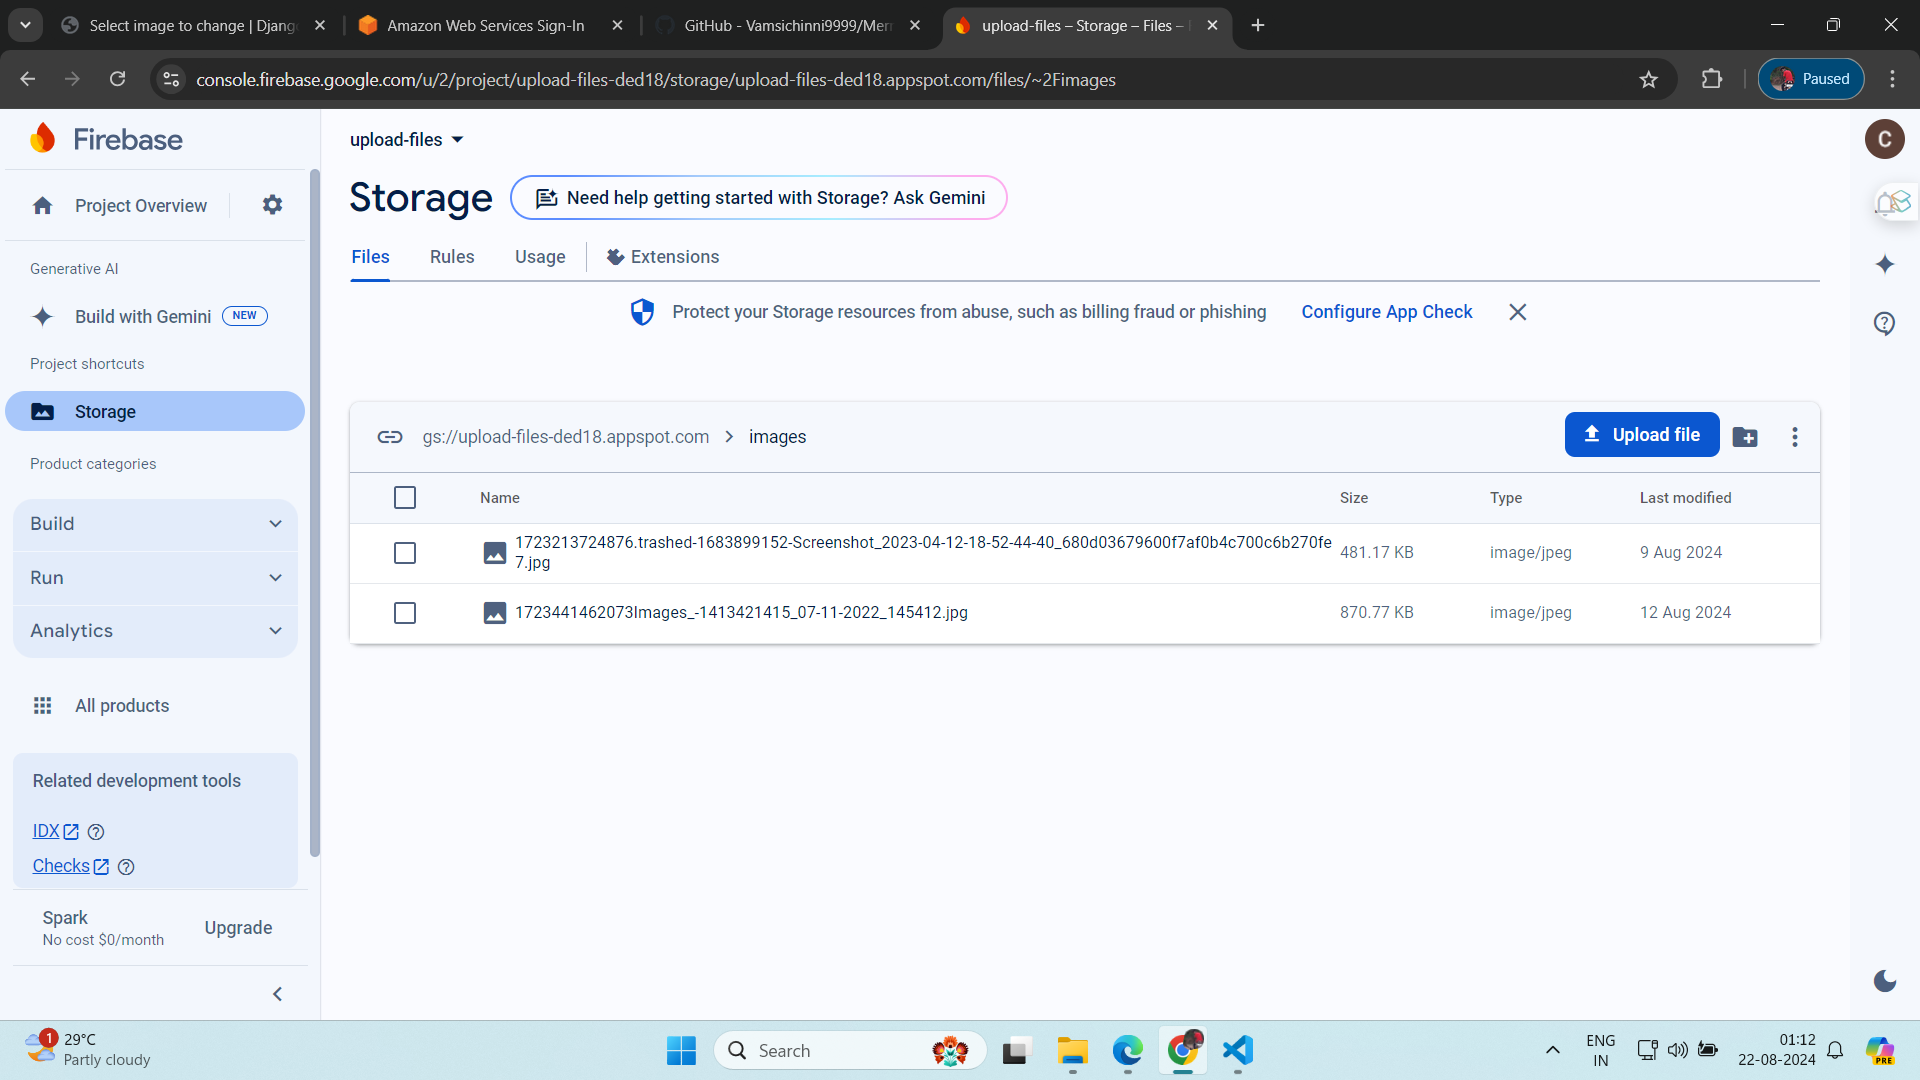 Select image to change | Djang
Amazon Web Services Sign-In
GitHub - Vamsichinni9999/Mer
upload-files – Storage – Files –
console.firebase.google.com/u/2/project/upload-files-ded18/storage/upload-files-ded18.appspot.com/files/~2Fimages
Paused
Firebase
upload-files
C
Project Overview
Storage
Need help getting started with Storage? Ask Gemini
Files
Rules
Usage
Extensions
Generative AI
Build with Gemini
NEW
Protect your Storage resources from abuse, such as billing fraud or phishing
Configure App Check
Project shortcuts
Storage
Product categories
Build
Run
Analytics
All products
Related development tools
IDX
Checks
Spark
No cost $0/month
Upgrade
gs://upload-files-ded18.appspot.com
images
Upload file
Name
Size
Type
Last modified
1723213724876.trashed-1683899152-Screenshot_2023-04-12-18-52-44-40_680d03679600f7af0b4c700c6b270fe
7.jpg
481.17 KB
image/jpeg
9 Aug 2024
1723441462073Images_-1413421415_07-11-2022_145412.jpg
870.77 KB
image/jpeg
12 Aug 2024
1
29°C
Partly cloudy
Search
ENG
IN
01:12
22-08-2024
PRE